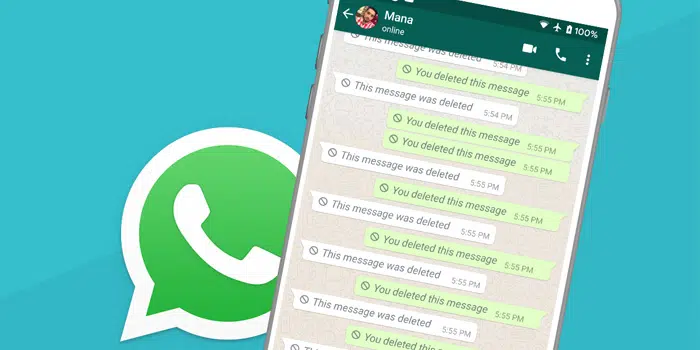 Mana
100%
online
This message was deleted 5:54 PM
You deleted this message 5:55 PM
This message was deleted 5:54 PM
You deleted this message 5:55 PM
You deleted this message 5:55 PM
This message was deleted 5:55 PM
You deleted this message 5:55 PM
This message was deleted 5:55 PM
You deleted this message 5:55 PM
This message was deleted 5:55 PM
You deleted this message 5:55 PM
This message was deleted 5:55 PM
You deleted this